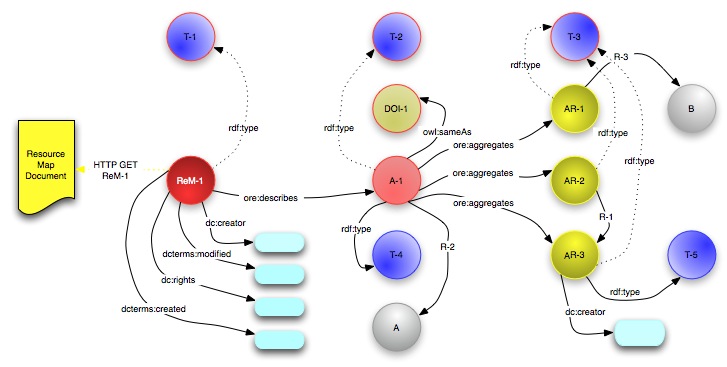 T-1
T-2
T-3
R-3
rdf:type
DOI-1
AR-1
B
rdf:type
rdf:type
owl:sameAs
rdf:type
ore:aggregates
Resource
Map
Document
HTTP GET
ReM-1
ReM-1
A-1
ore:aggregates
AR-2
rdf:type
ore:describes
ore:aggregates
R-1
dc:creator
rdf:type
R-2
dcterms:modified
T-4
AR-3
T-5
dc:rights
rdf:type
dcterms:created
dc:creator
A